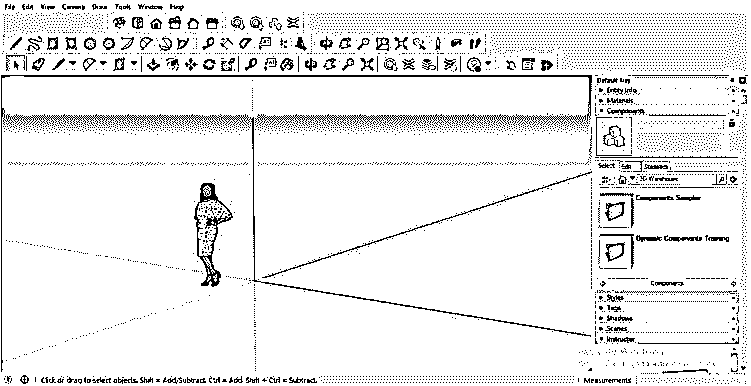 File Edit View Camera Draw Tools Window Help
Default Tray
Entity Info
Materials
Components
Select Edit Statistics
3D Warehouse
Components Sampler
Dynamic Components Training
Components
Styles
Tags
Shadows
Scenes
Instructor
Click or drag to select objects. Shift = Add/Subtract. Ctrl = Add. Shift + Ctrl = Subtract.
Measurements